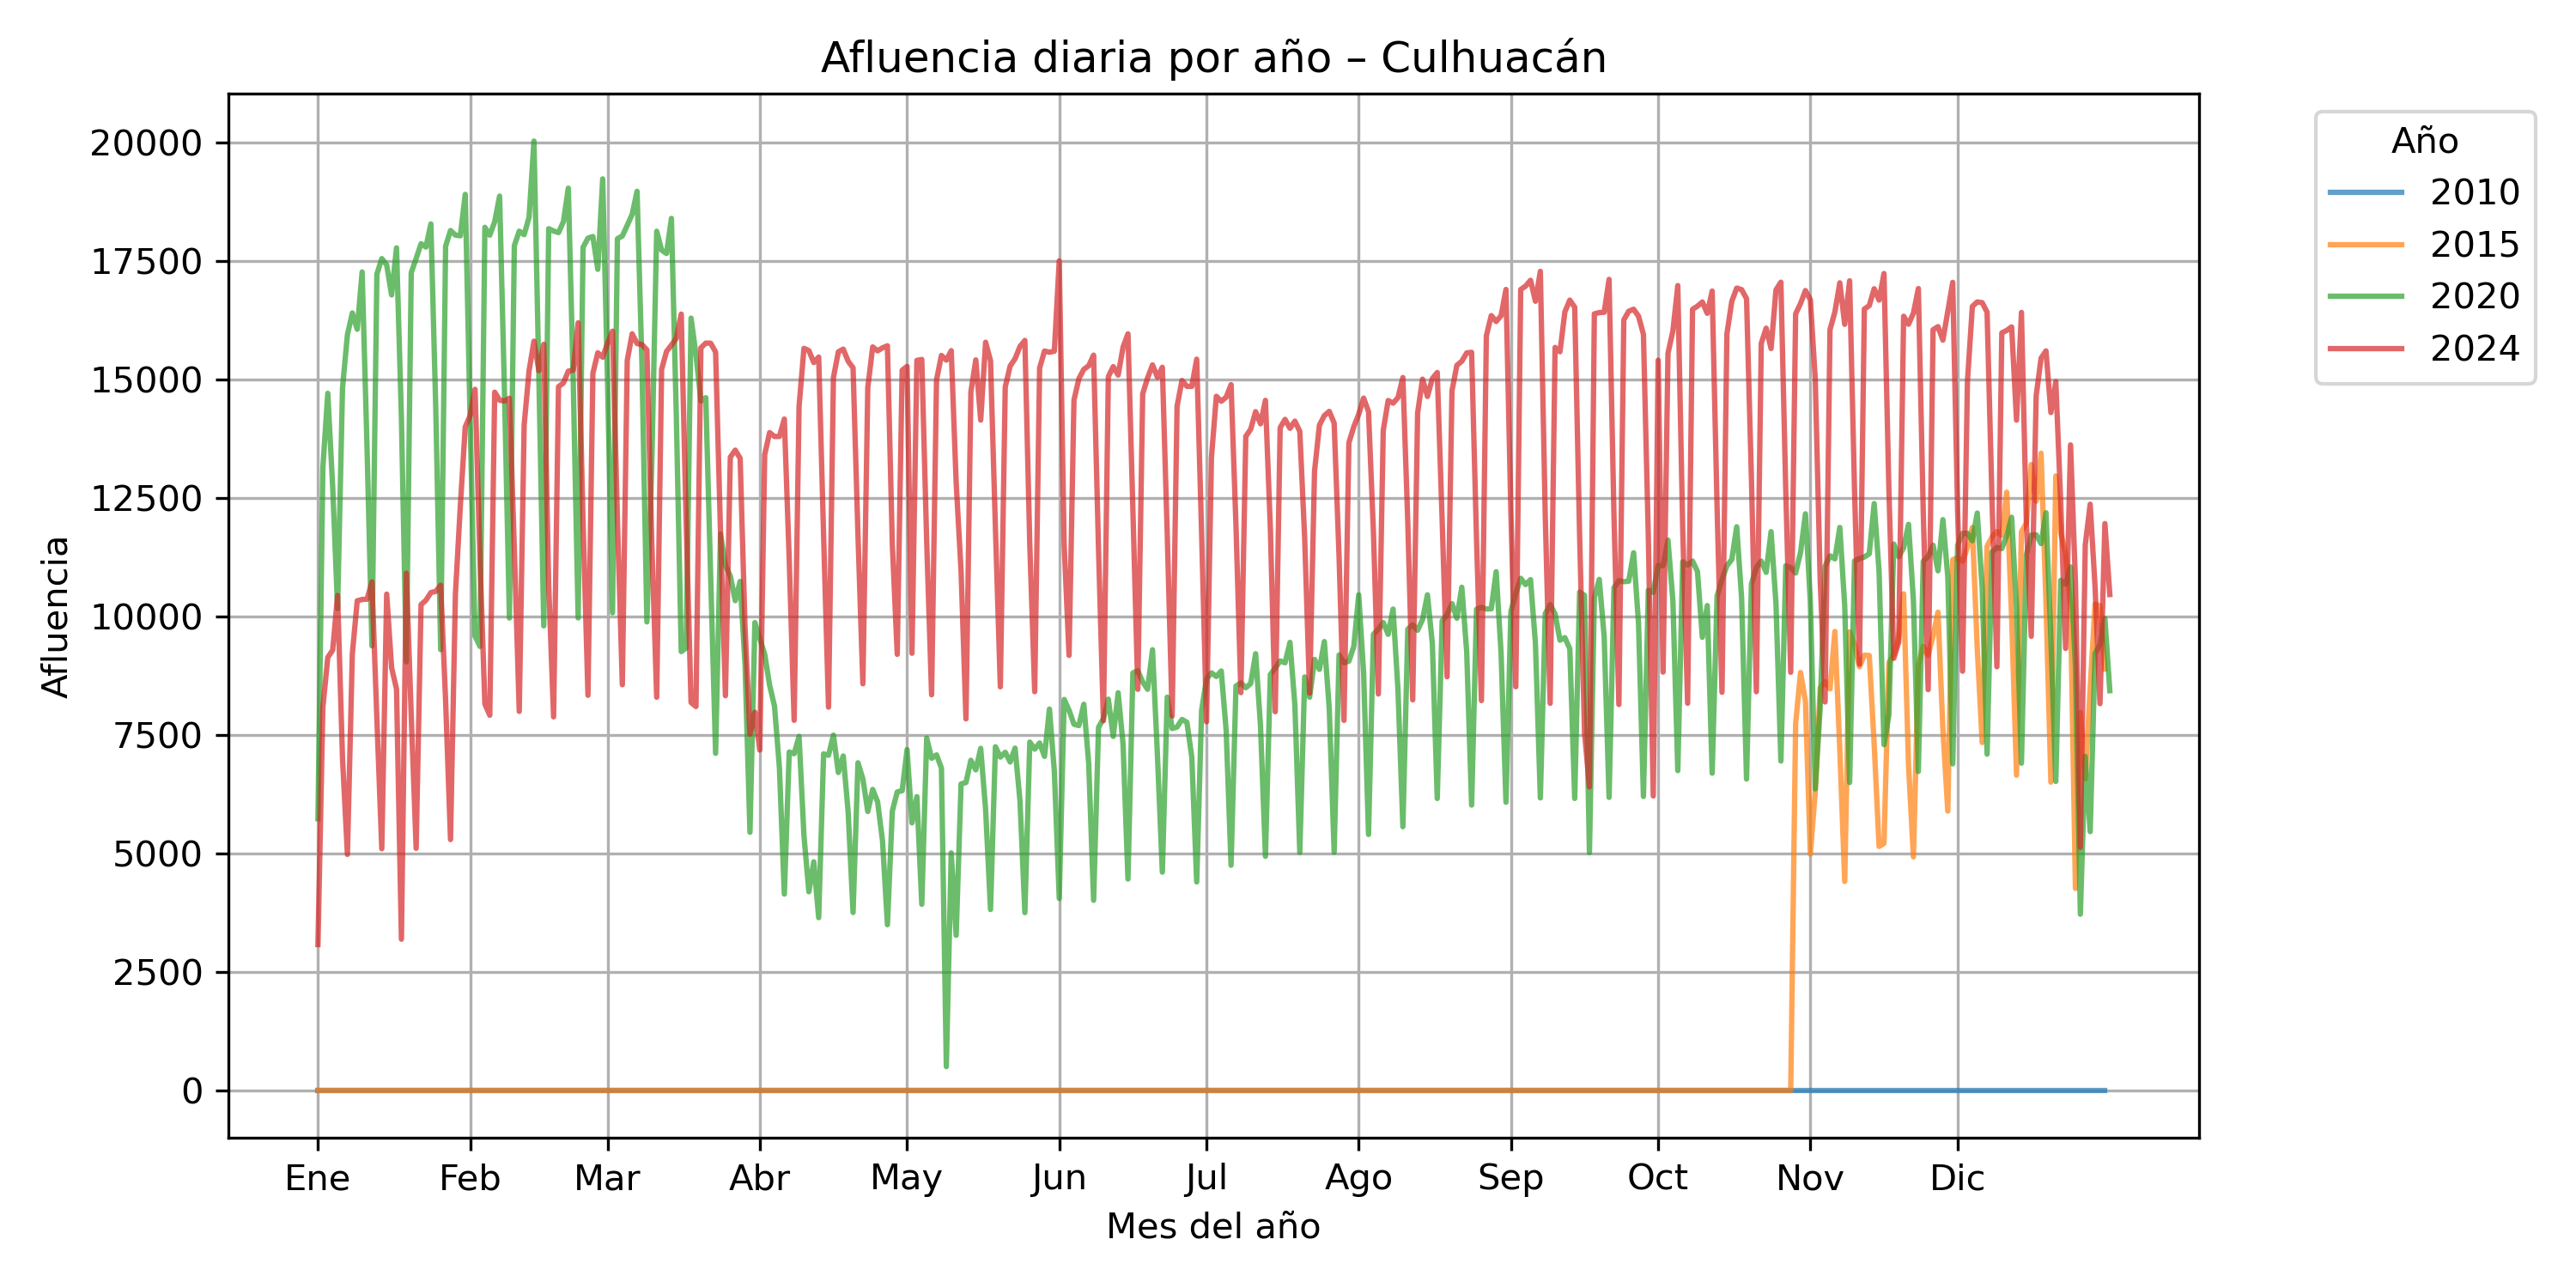 Afluencia diaria por año – Culhuacán
Afluencia
20000
17500
15000
12500
10000
7500
5000
2500
0
Ene Feb Mar Abr May Jun Jul Ago Sep Oct Nov Dic
Mes del año
Año
2010
2015
2020
2024